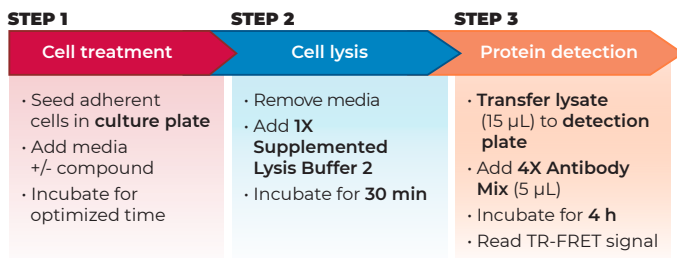 STEP 1
Cell treatment
· Seed adherent
cells in culture plate
· Add media
+/- compound
· Incubate for
optimized time
STEP 2
Cell lysis
· Remove media
· Add 1X
Supplemented
Lysis Buffer 2
· Incubate for 30 min
STEP 3
Protein detection
· Transfer lysate
(15 µL) to detection
plate
· Add 4X Antibody
Mix (5 µL)
· Incubate for 4 h
· Read TR-FRET signal